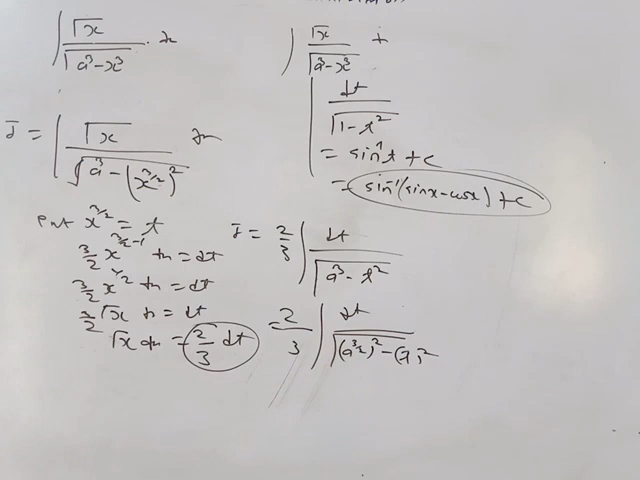 ∫ √x / √(a³ - x³) · dx
I = ∫ √x / √(a³ - (x^(3/2))²) dx
put x^(3/2) = t
3/2 x^(3/2-1) dx = dt
3/2 x^(1/2) dx = dt
3/2 √x dx = dt
√x dx = 2/3 dt
∫ √x / √(a³ - x³)
∫ dt / √(1 - t²)
= sin⁻¹ t + c
= sin⁻¹(sinx - cosx) + c
I = 2/3 ∫ dt / √(a³ - t²)
= 2/3 ∫ dt / √((a^(3/2))² - (t)²)